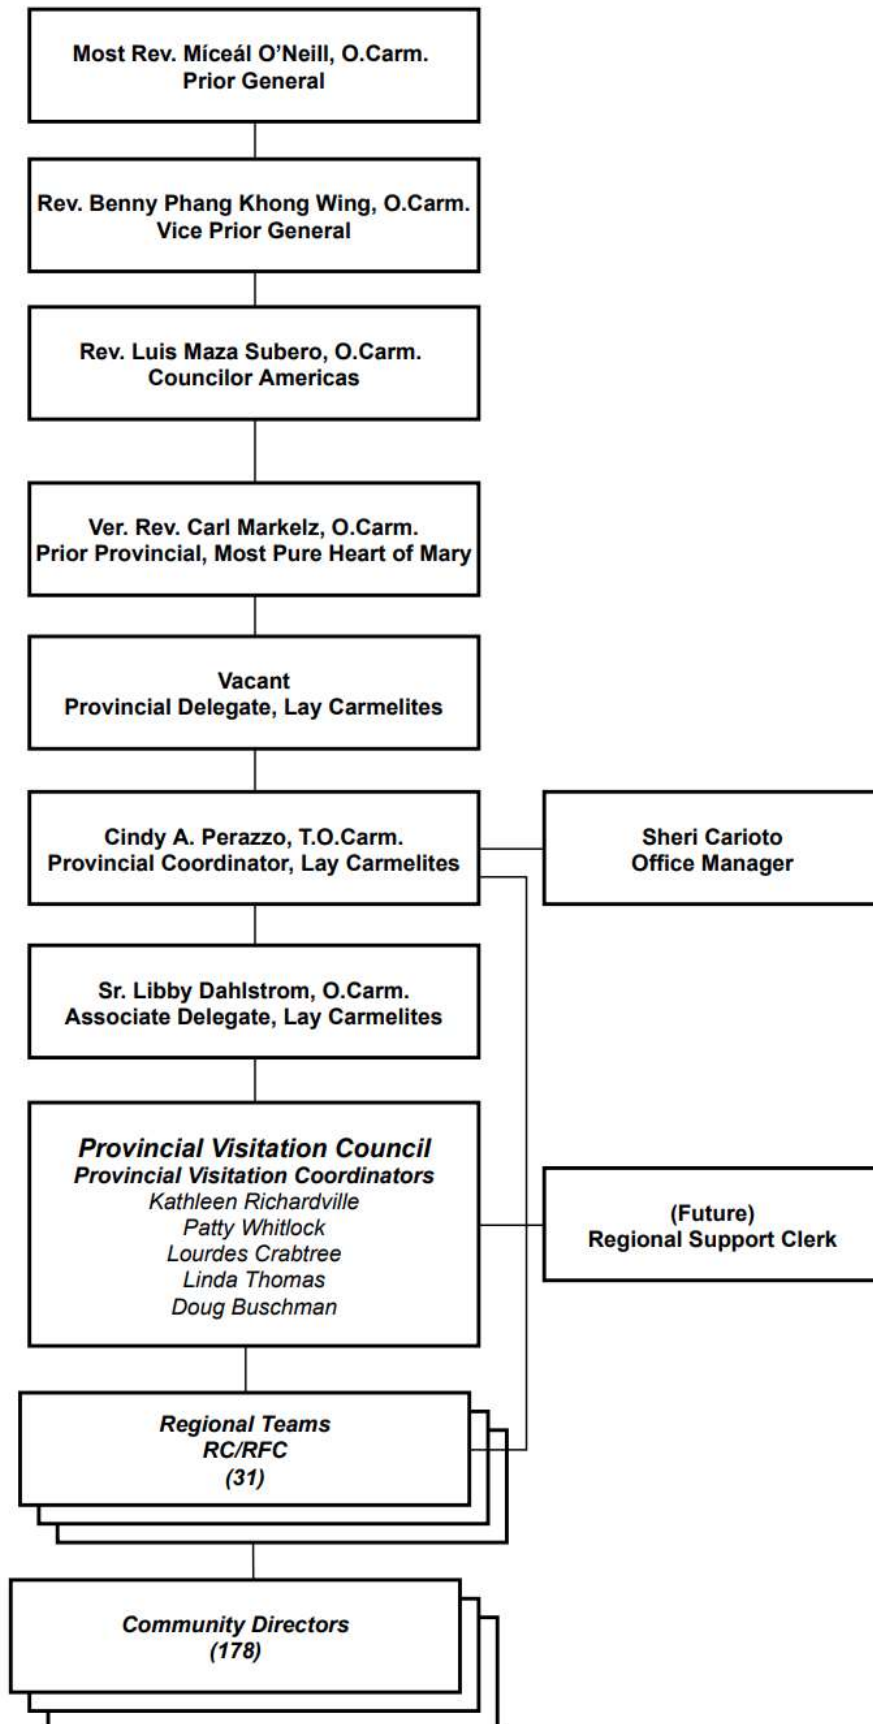 Most Rev. Míceál O’Neill, O.Carm.
Prior General
Rev. Benny Phang Khong Wing, O.Carm.
Vice Prior General
Rev. Luis Maza Subero, O.Carm.
Councilor Americas
Ver. Rev. Carl Markelz, O.Carm.
Prior Provincial, Most Pure Heart of Mary
Vacant
Provincial Delegate, Lay Carmelites
Cindy A. Perazzo, T.O.Carm.
Provincial Coordinator, Lay Carmelites
Sheri Carioto
Office Manager
Sr. Libby Dahlstrom, O.Carm.
Associate Delegate, Lay Carmelites
Provincial Visitation Council
Provincial Visitation Coordinators
Kathleen Richardville
Patty Whitlock
Lourdes Crabtree
Linda Thomas
Doug Buschman
(Future)
Regional Support Clerk
Regional Teams
RC/RFC
(31)
Community Directors
(178)